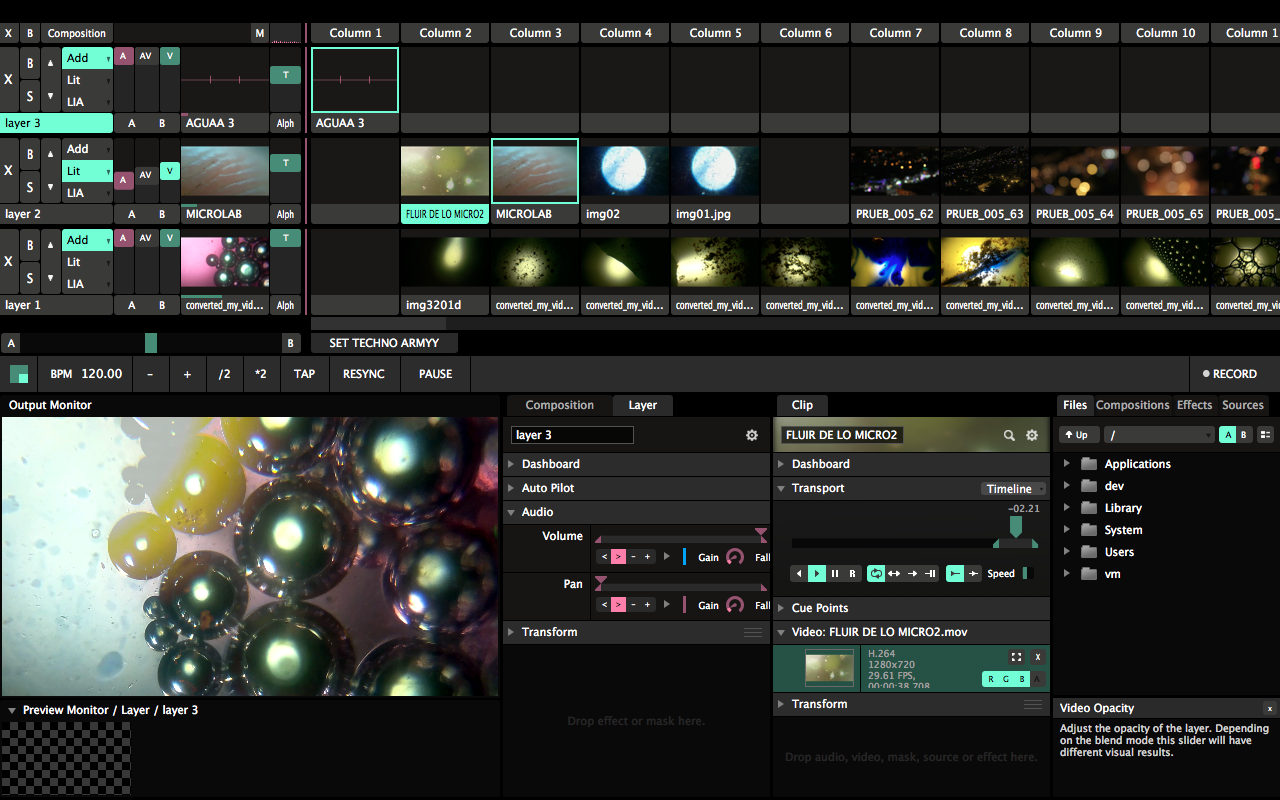 X B Composition M Column 1 Column 2 Column 3 Column 4 Column 5 Column 6 Column 7 Column 8 Column 9 Column 10 Column 1
X B S Add Lit LIA A AV V T
layer 3 A B AGUAA 3 Alph AGUAA 3
X B S Add Lit LIA A AV V T
layer 2 A B MICROLAB Alph FLUIR DE LO MICRO2 MICROLAB img02 img01.jpg PRUEB_005_62 PRUEB_005_63 PRUEB_005_64 PRUEB_005_65 PRUEB_005_
X B S Add Lit LIA A AV V T
layer 1 A B converted_my_vid... Alph img3201d converted_my_vid... converted_my_vid... converted_my_vid... converted_my_vid... converted_my_vid... converted_my_vid... converted_my_vid... converted_my_vid... converted_my_vid...
A B SET TECHNO ARMYY
BPM 120.00 - + /2 *2 TAP RESYNC PAUSE RECORD
Output Monitor
Composition Layer
layer 3
Dashboard
Auto Pilot
Audio
Volume
< > - + Gain Fall
Pan
< > - + Gain Fall
Transform
Drop effect or mask here.
Clip
FLUIR DE LO MICRO2
Dashboard
Transport Timeline
-02.21
R Speed
Cue Points
Video: FLUIR DE LO MICRO2.mov
H.264
1280x720
29.61 FPS,
00:00:38.708
X
R G B A
Transform
Drop audio, video, mask, source or effect here.
Files Compositions Effects Sources
Up / A B
Applications
dev
Library
System
Users
vm
Video Opacity x
Adjust the opacity of the layer. Depending
on the blend mode this slider will have
different visual results.
Preview Monitor / Layer / layer 3